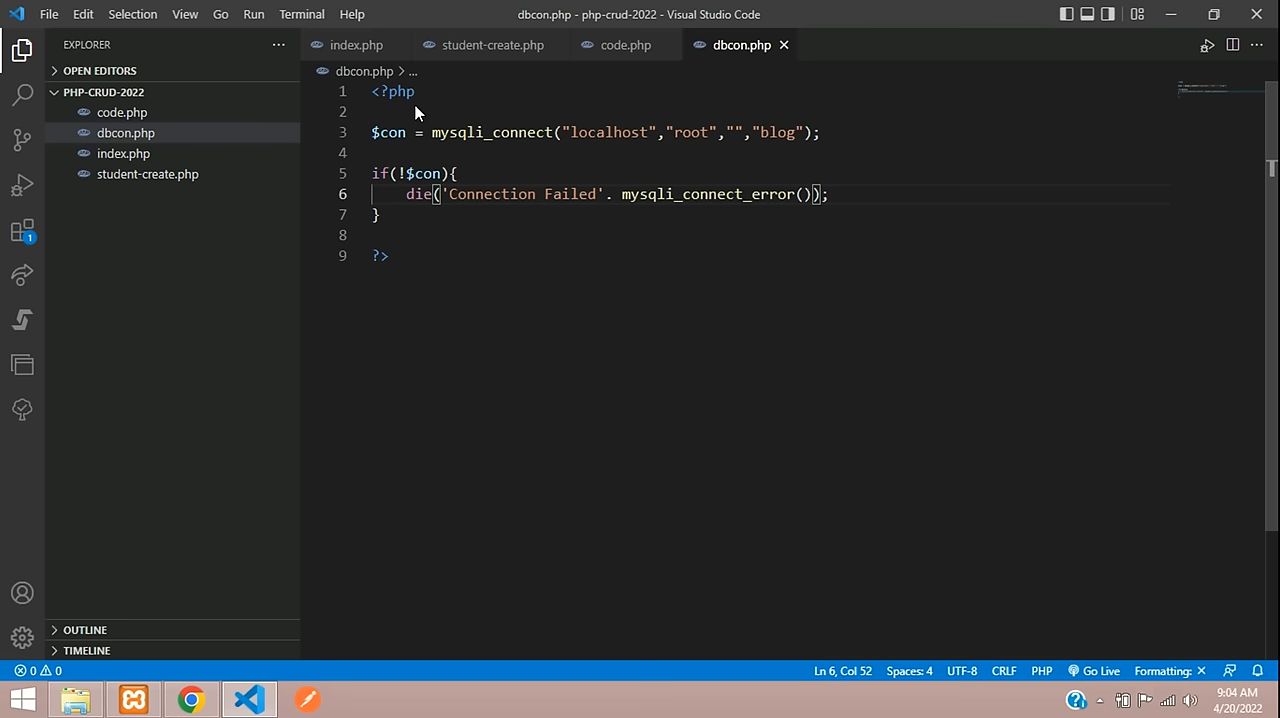 File Edit Selection View Go Run Terminal Help
dbcon.php - php-crud-2022 - Visual Studio Code
EXPLORER
OPEN EDITORS
PHP-CRUD-2022
code.php
dbcon.php
index.php
student-create.php
OUTLINE
TIMELINE
1
index.php student-create.php code.php dbcon.php
dbcon.php > ...
1 <?php
2
3 $con = mysqli_connect("localhost","root","","blog");
4
5 if(!$con){
6 die('Connection Failed'. mysqli_connect_error());
7 }
8
9 ?>
0 0 Ln 6, Col 52 Spaces: 4 UTF-8 CRLF PHP Go Live Formatting: ×
9:04 AM
4/20/2022